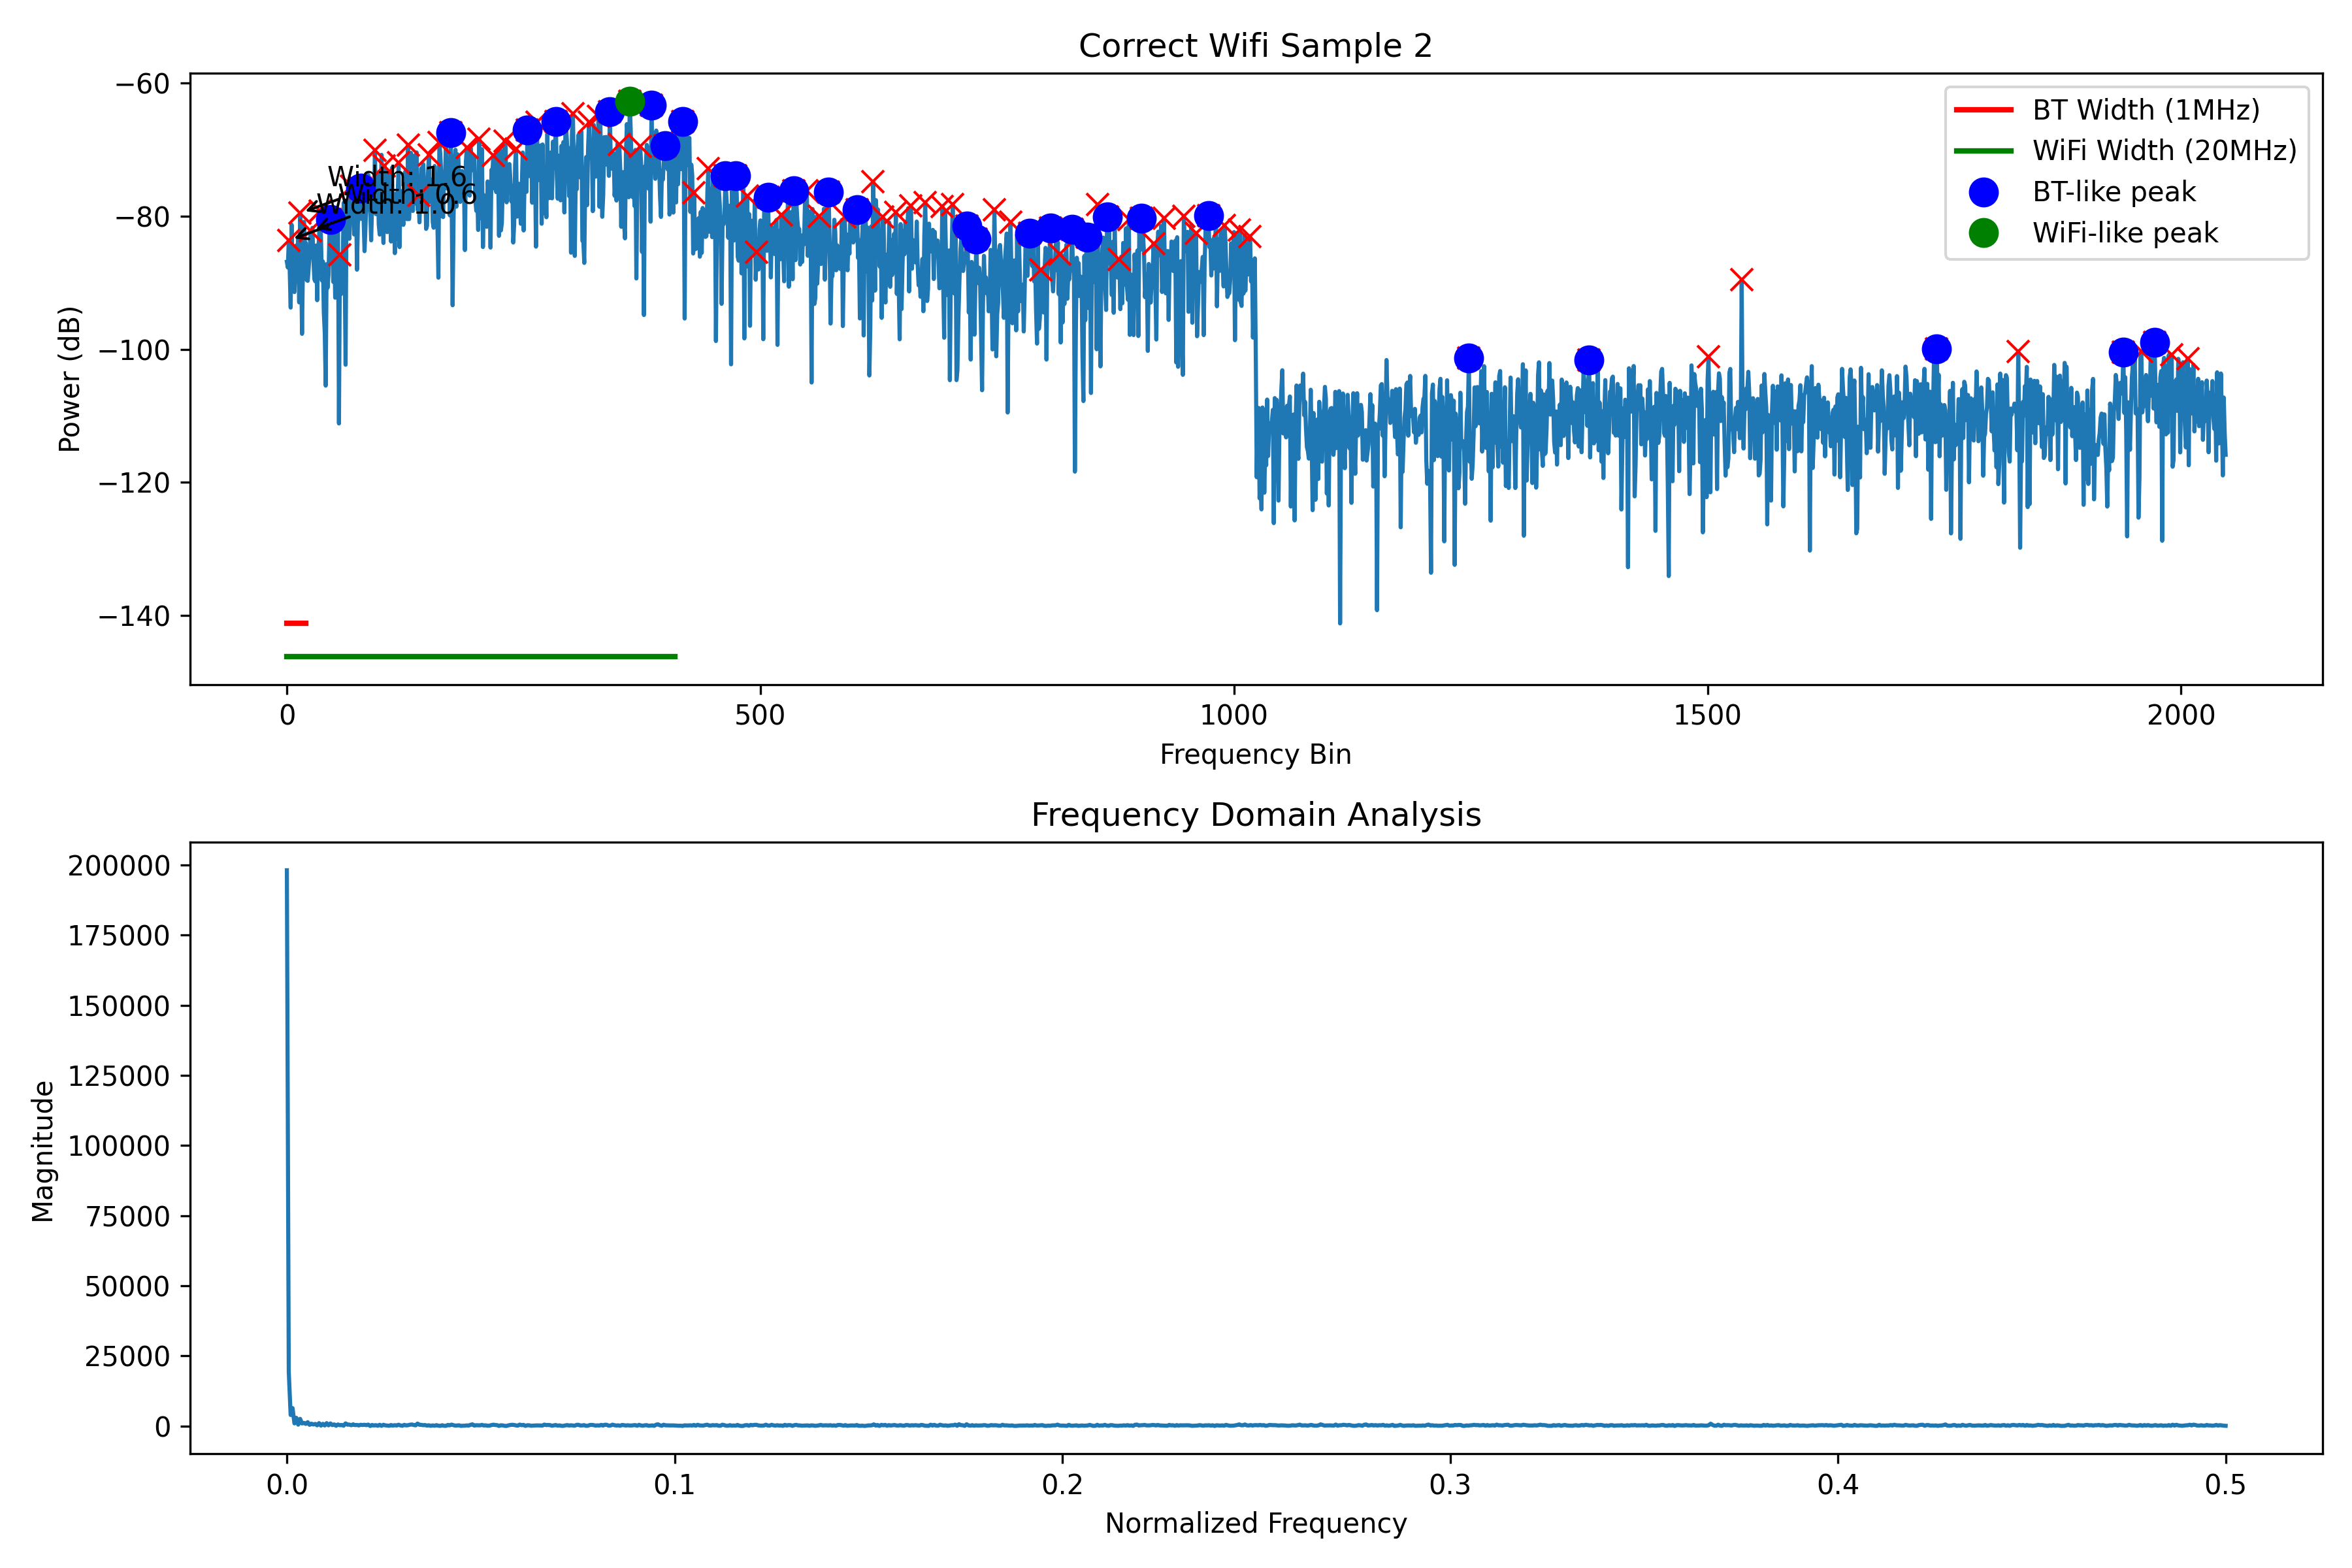 Correct Wifi Sample 2
Power (dB)
−60
−80
−100
−120
−140
Width: 1.6
Width: 0.6
Width: 1.0
BT Width (1MHz)
WiFi Width (20MHz)
BT-like peak
WiFi-like peak
0
500
1000
1500
2000
Frequency Bin
Frequency Domain Analysis
Magnitude
200000
175000
150000
125000
100000
75000
50000
25000
0
0.0
0.1
0.2
0.3
0.4
0.5
Normalized Frequency